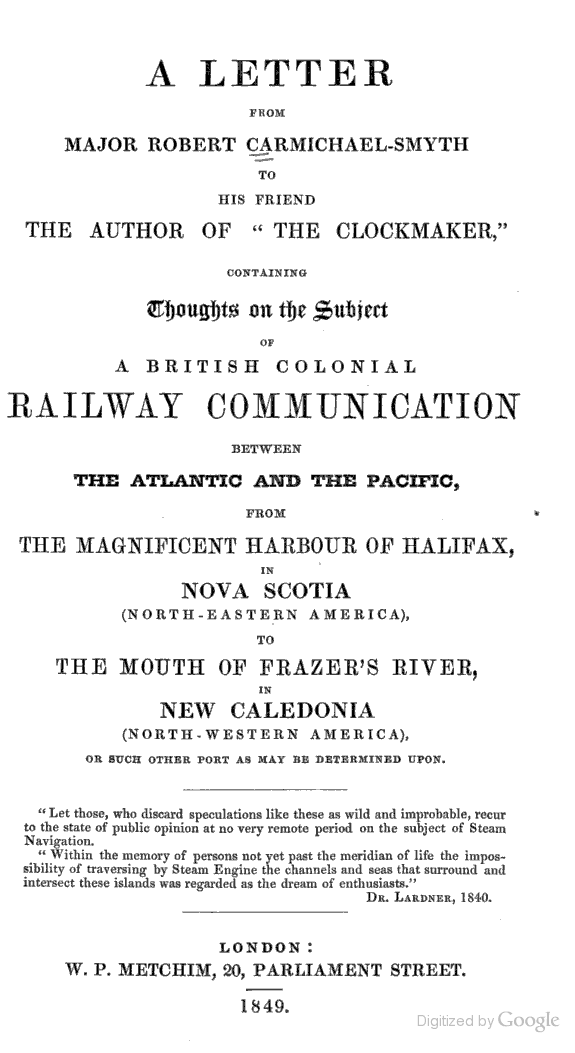 A LETTER
FROM
MAJOR ROBERT CARMICHAEL-SMYTH
TO
HIS FRIEND
THE AUTHOR OF “ THE CLOCKMAKER,”
CONTAINING
Thoughts on the Subject
OF
A BRITISH COLONIAL
RAILWAY COMMUNICATION
BETWEEN
THE ATLANTIC AND THE PACIFIC,
FROM
THE MAGNIFICENT HARBOUR OF HALIFAX,
IN
NOVA SCOTIA
(NORTH-EASTERN AMERICA),
TO
THE MOUTH OF FRAZER’S RIVER,
IN
NEW CALEDONIA
(NORTH-WESTERN AMERICA),
OR SUCH OTHER PORT AS MAY BE DETERMINED UPON.
“ Let those, who discard speculations like these as wild and improbable, recur
to the state of public opinion at no very remote period on the subject of Steam
Navigation.
“ Within the memory of persons not yet past the meridian of life the impos-
sibility of traversing by Steam Engine the channels and seas that surround and
intersect these islands was regarded as the dream of enthusiasts.”
DR. LARDNER, 1840.
LONDON :
W. P. METCHIM, 20, PARLIAMENT STREET.
1849.
Digitized by Google